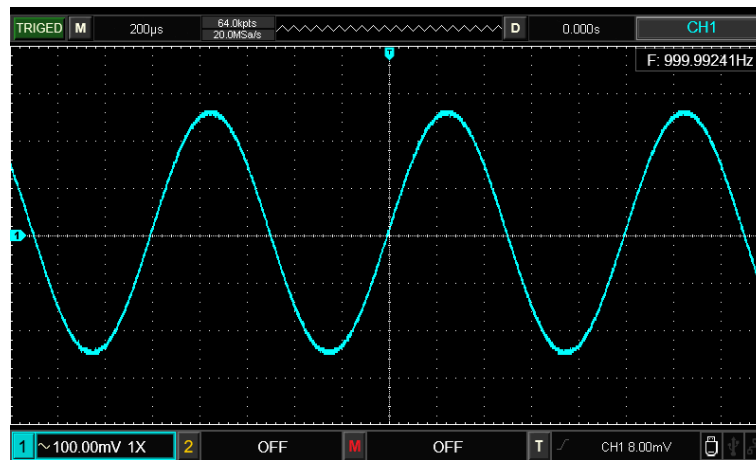 TRIGED M 200μs 64.0kpts D 0.000s CH1
20.0MSa/s
T
F: 999.99241Hz
1
1 ~100.00mV 1X 2 OFF M OFF T CH1 8.00mV